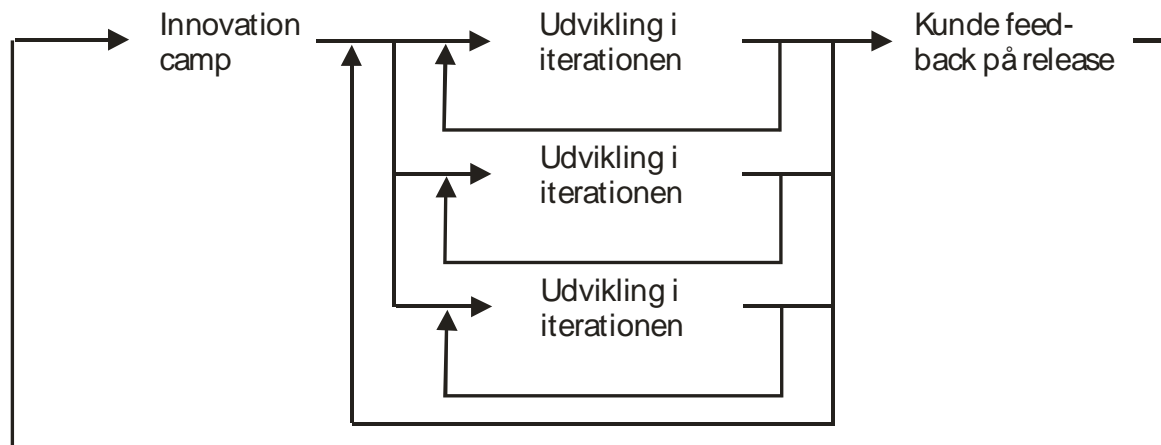 Innovation
camp
Udvikling i
iterationen
Kunde feed-
back på release
Udvikling i
iterationen
Udvikling i
iterationen